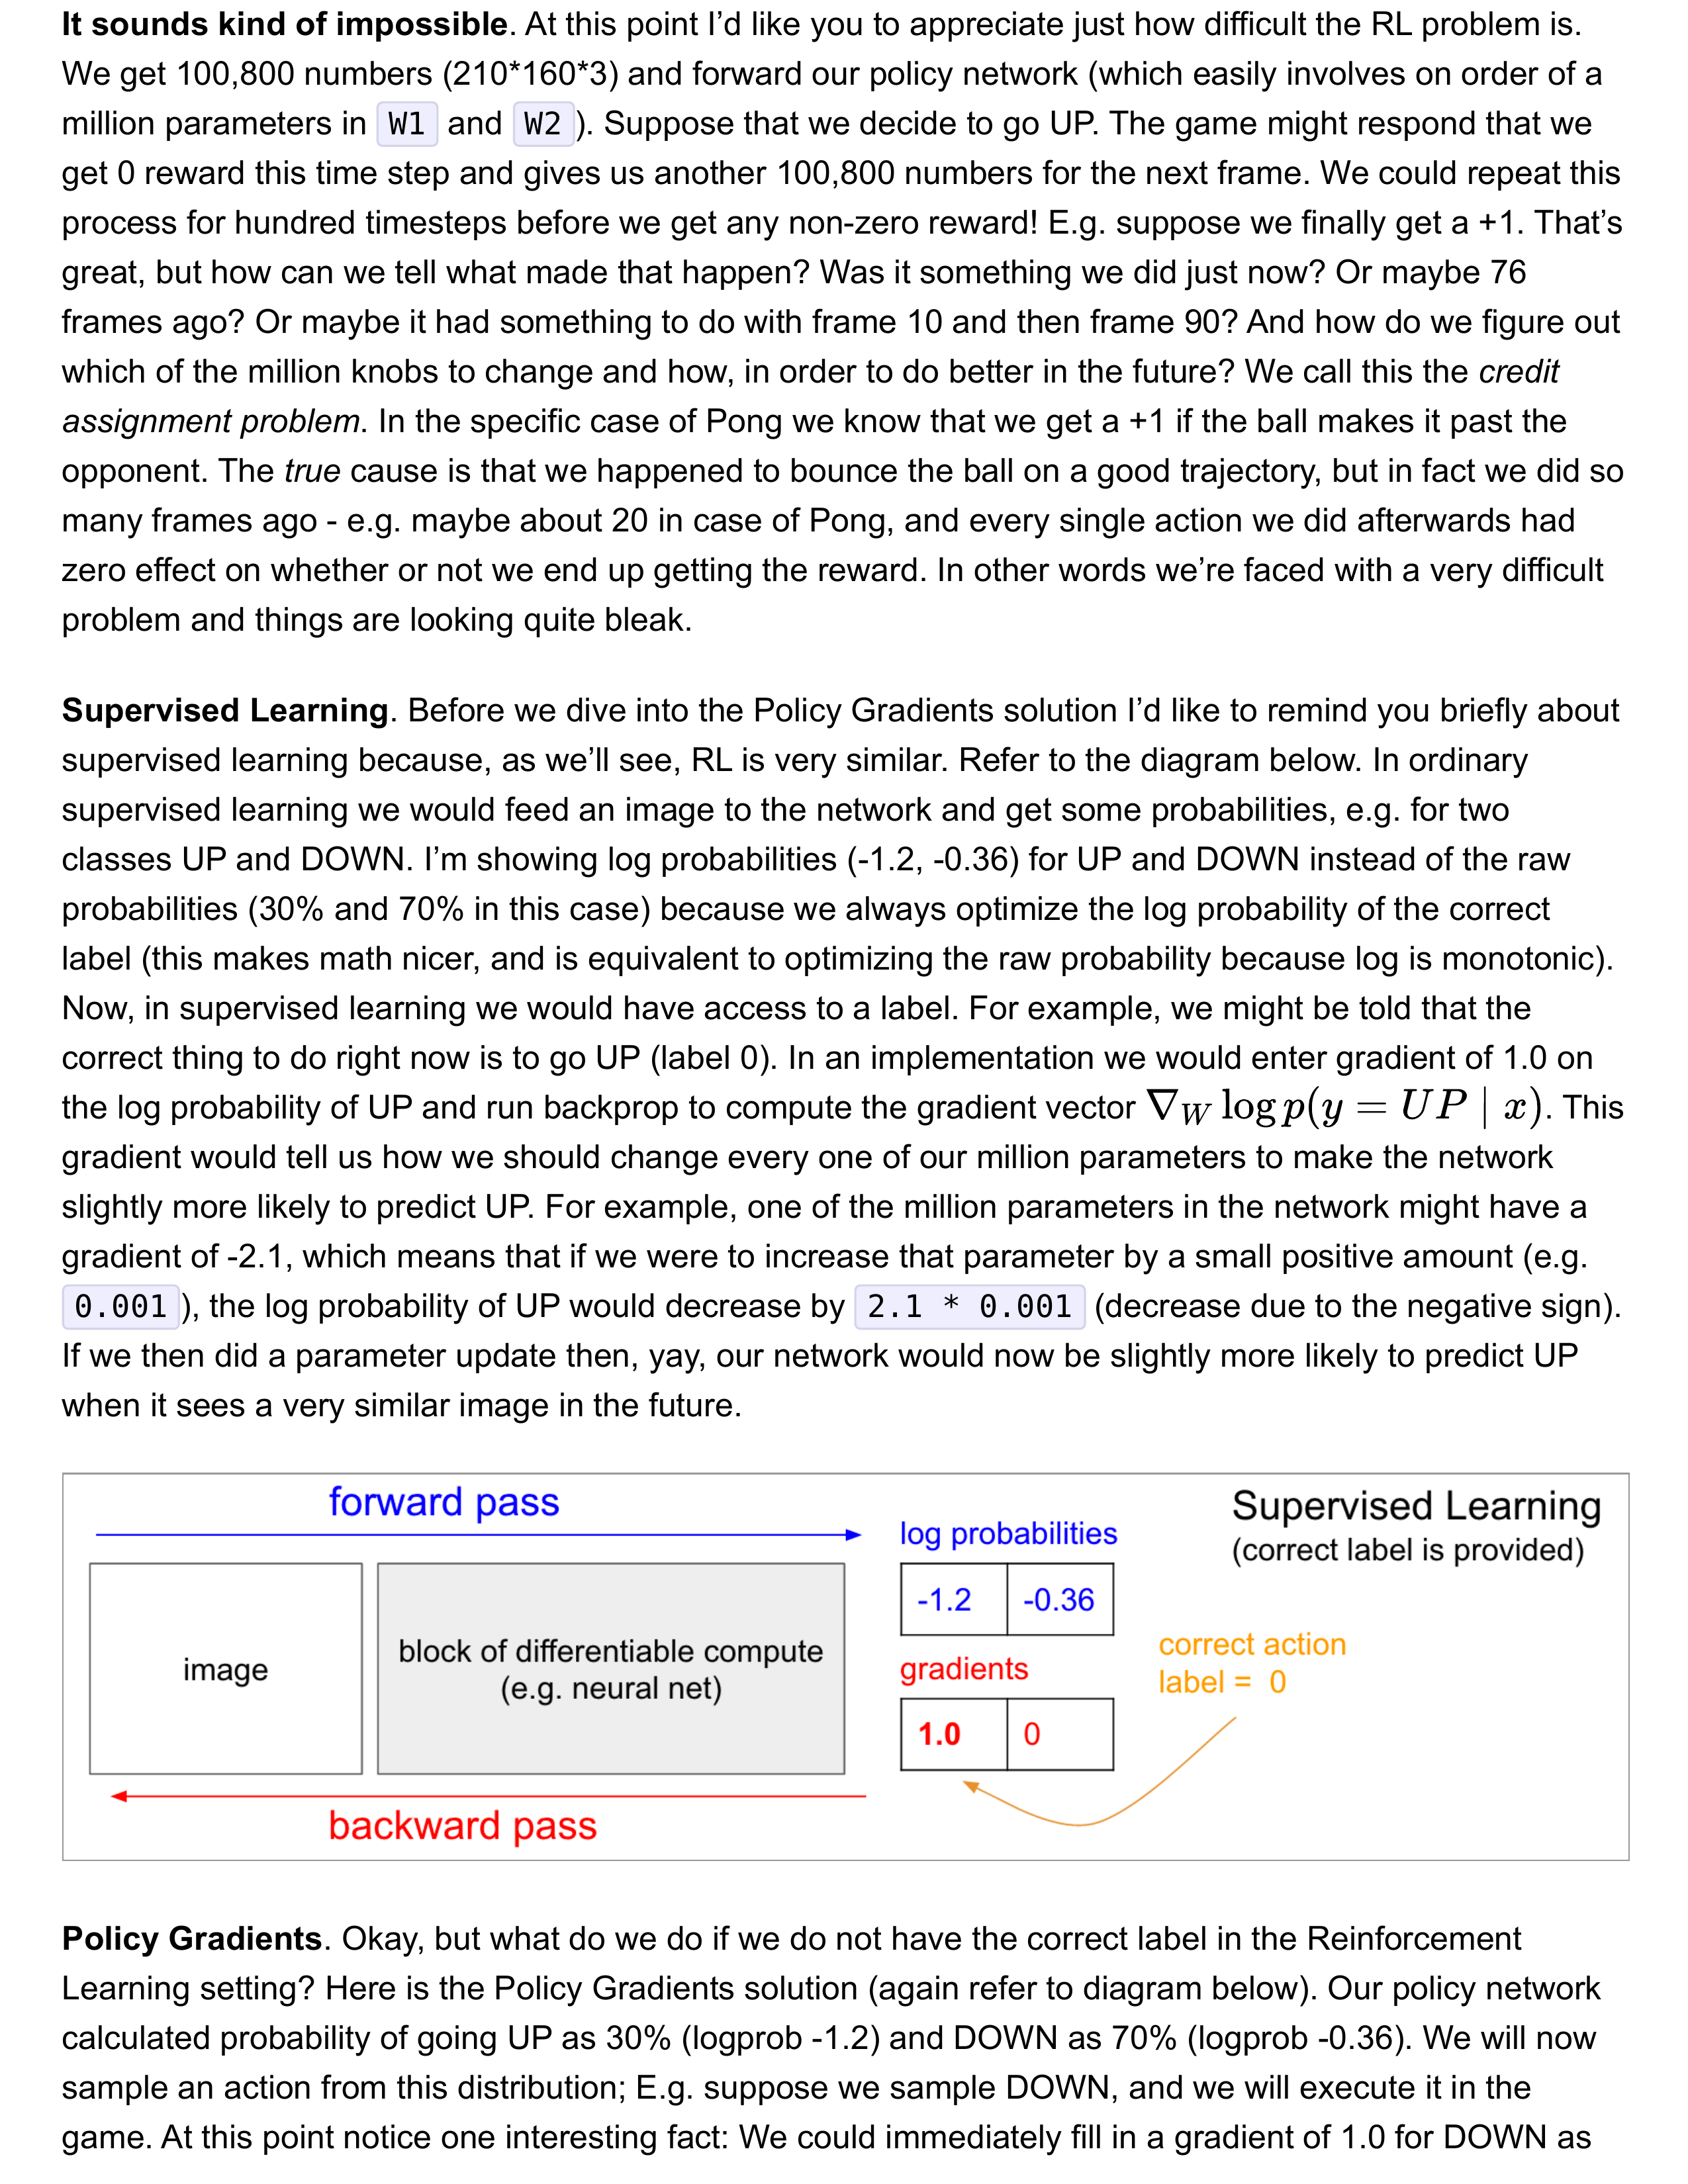 It sounds kind of impossible. At this point I’d like you to appreciate just how difficult the RL problem is.
We get 100,800 numbers (210*160*3) and forward our policy network (which easily involves on order of a
million parameters in W1 and W2 ). Suppose that we decide to go UP. The game might respond that we
get 0 reward this time step and gives us another 100,800 numbers for the next frame. We could repeat this
process for hundred timesteps before we get any non-zero reward! E.g. suppose we finally get a +1. That’s
great, but how can we tell what made that happen? Was it something we did just now? Or maybe 76
frames ago? Or maybe it had something to do with frame 10 and then frame 90? And how do we figure out
which of the million knobs to change and how, in order to do better in the future? We call this the credit
assignment problem. In the specific case of Pong we know that we get a +1 if the ball makes it past the
opponent. The true cause is that we happened to bounce the ball on a good trajectory, but in fact we did so
many frames ago - e.g. maybe about 20 in case of Pong, and every single action we did afterwards had
zero effect on whether or not we end up getting the reward. In other words we’re faced with a very difficult
problem and things are looking quite bleak.
Supervised Learning. Before we dive into the Policy Gradients solution I’d like to remind you briefly about
supervised learning because, as we’ll see, RL is very similar. Refer to the diagram below. In ordinary
supervised learning we would feed an image to the network and get some probabilities, e.g. for two
classes UP and DOWN. I’m showing log probabilities (-1.2, -0.36) for UP and DOWN instead of the raw
probabilities (30% and 70% in this case) because we always optimize the log probability of the correct
label (this makes math nicer, and is equivalent to optimizing the raw probability because log is monotonic).
Now, in supervised learning we would have access to a label. For example, we might be told that the
correct thing to do right now is to go UP (label 0). In an implementation we would enter gradient of 1.0 on
the log probability of UP and run backprop to compute the gradient vector ∇W log p(y = UP | x). This
gradient would tell us how we should change every one of our million parameters to make the network
slightly more likely to predict UP. For example, one of the million parameters in the network might have a
gradient of -2.1, which means that if we were to increase that parameter by a small positive amount (e.g.
0.001 ), the log probability of UP would decrease by 2.1 * 0.001 (decrease due to the negative sign).
If we then did a parameter update then, yay, our network would now be slightly more likely to predict UP
when it sees a very similar image in the future.
forward pass
image
block of differentiable compute
(e.g. neural net)
backward pass
log probabilities
-1.2 -0.36
gradients
1.0 0
Supervised Learning
(correct label is provided)
correct action
label = 0
Policy Gradients. Okay, but what do we do if we do not have the correct label in the Reinforcement
Learning setting? Here is the Policy Gradients solution (again refer to diagram below). Our policy network
calculated probability of going UP as 30% (logprob -1.2) and DOWN as 70% (logprob -0.36). We will now
sample an action from this distribution; E.g. suppose we sample DOWN, and we will execute it in the
game. At this point notice one interesting fact: We could immediately fill in a gradient of 1.0 for DOWN as